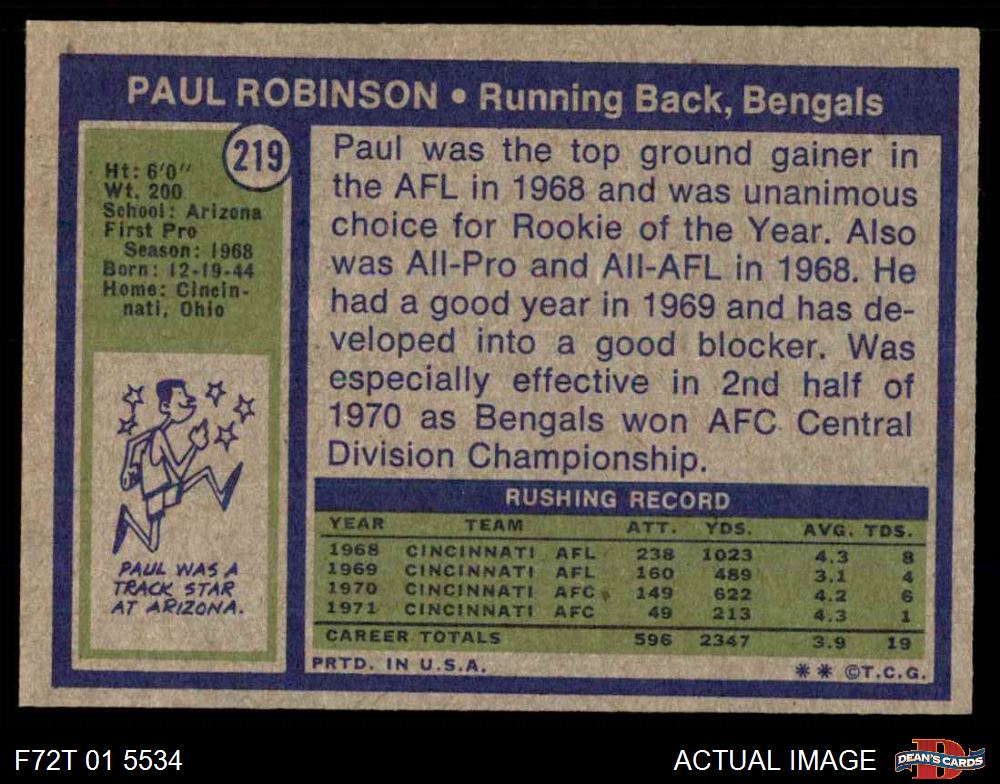 PAUL ROBINSON • Running Back, Bengals
219
Ht: 6'0"
Wt. 200
School: Arizona
First Pro
Season: 1968
Born: 12-19-44
Home: Cincin-
nati, Ohio
PAUL WAS A
TRACK STAR
AT ARIZONA.
Paul was the top ground gainer in
the AFL in 1968 and was unanimous
choice for Rookie of the Year. Also
was All-Pro and All-AFL in 1968. He
had a good year in 1969 and has de-
veloped into a good blocker. Was
especially effective in 2nd half of
1970 as Bengals won AFC Central
Division Championship.
RUSHING RECORD
YEAR TEAM ATT. YDS. AVG. TDS.
1968 CINCINNATI AFL 238 1023 4.3 8
1969 CINCINNATI AFL 160 489 3.1 4
1970 CINCINNATI AFC 149 622 4.2 6
1971 CINCINNATI AFC 49 213 4.3 1
CAREER TOTALS 596 2347 3.9 19
PRTD. IN U.S.A. ** ©T.C.G.
F72T 01 5534 ACTUAL IMAGE DEAN'S CARDS